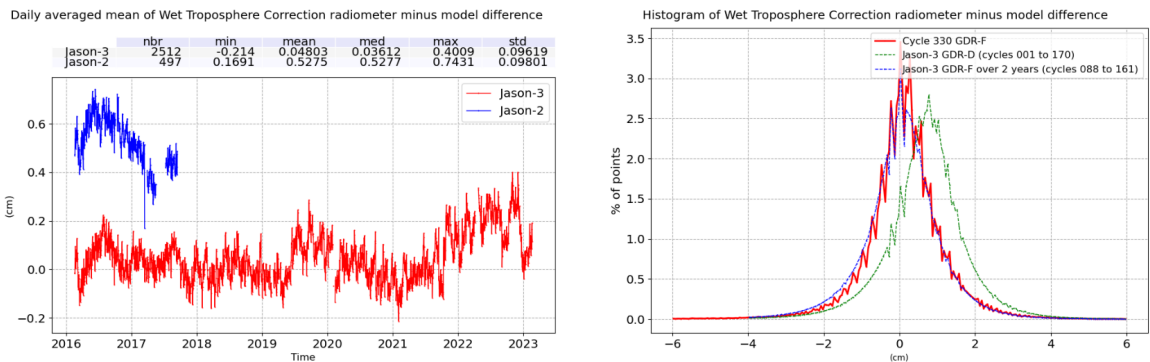 Daily averaged mean of Wet Troposphere Correction radiometer minus model difference
nbr min mean med max std
Jason-3 2512 -0.214 0.04803 0.03612 0.4009 0.09619
Jason-2 497 0.1691 0.5275 0.5277 0.7431 0.09801
Jason-3
Jason-2
0.6
0.4
0.2
0.0
−0.2
(cm)
2016 2017 2018 2019 2020 2021 2022 2023
Time
Histogram of Wet Troposphere Correction radiometer minus model difference
Cycle 330 GDR-F
Jason-3 GDR-D (cycles 001 to 170)
Jason-3 GDR-F over 2 years (cycles 088 to 161)
3.5
3.0
2.5
2.0
1.5
1.0
0.5
0.0
% of points
−6 −4 −2 0 2 4 6
(cm)